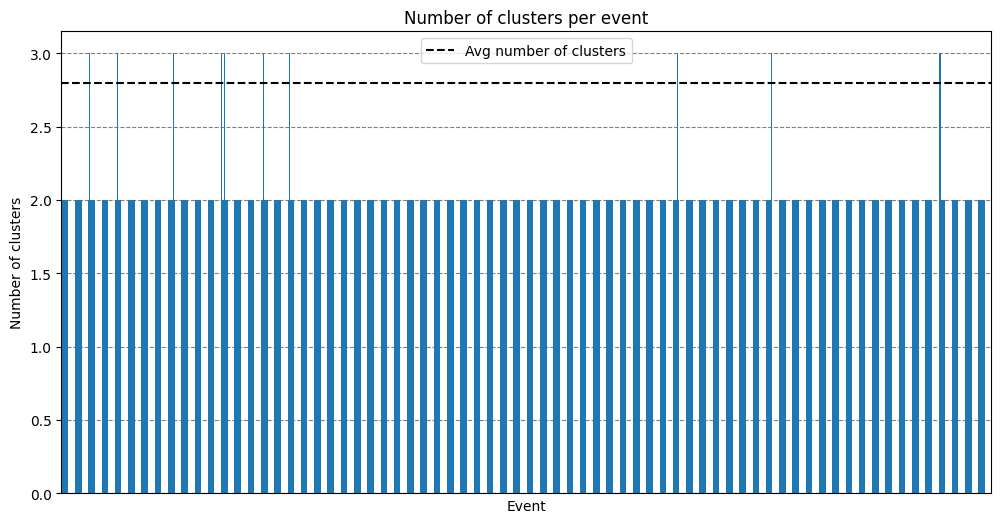 Number of clusters per event
Avg number of clusters
3.0
2.5
2.0
1.5
1.0
0.5
0.0
Number of clusters
Event